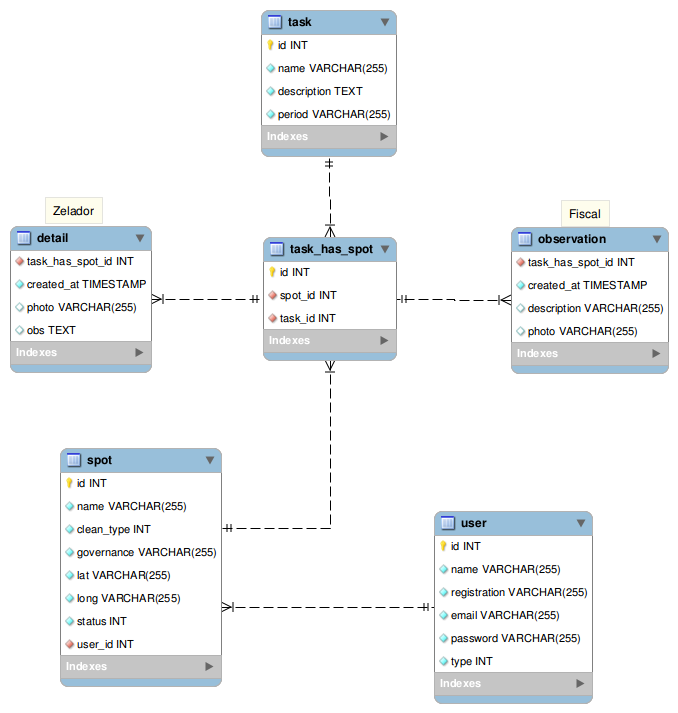 task
id INT
name VARCHAR(255)
description TEXT
period VARCHAR(255)
Indexes
Zelador
detail
task_has_spot_id INT
created_at TIMESTAMP
photo VARCHAR(255)
obs TEXT
Indexes
task_has_spot
id INT
spot_id INT
task_id INT
Indexes
Fiscal
observation
task_has_spot_id INT
created_at TIMESTAMP
description VARCHAR(255)
photo VARCHAR(255)
Indexes
spot
id INT
name VARCHAR(255)
clean_type INT
governance VARCHAR(255)
lat VARCHAR(255)
long VARCHAR(255)
status INT
user_id INT
Indexes
user
id INT
name VARCHAR(255)
registration VARCHAR(255)
email VARCHAR(255)
password VARCHAR(255)
type INT
Indexes